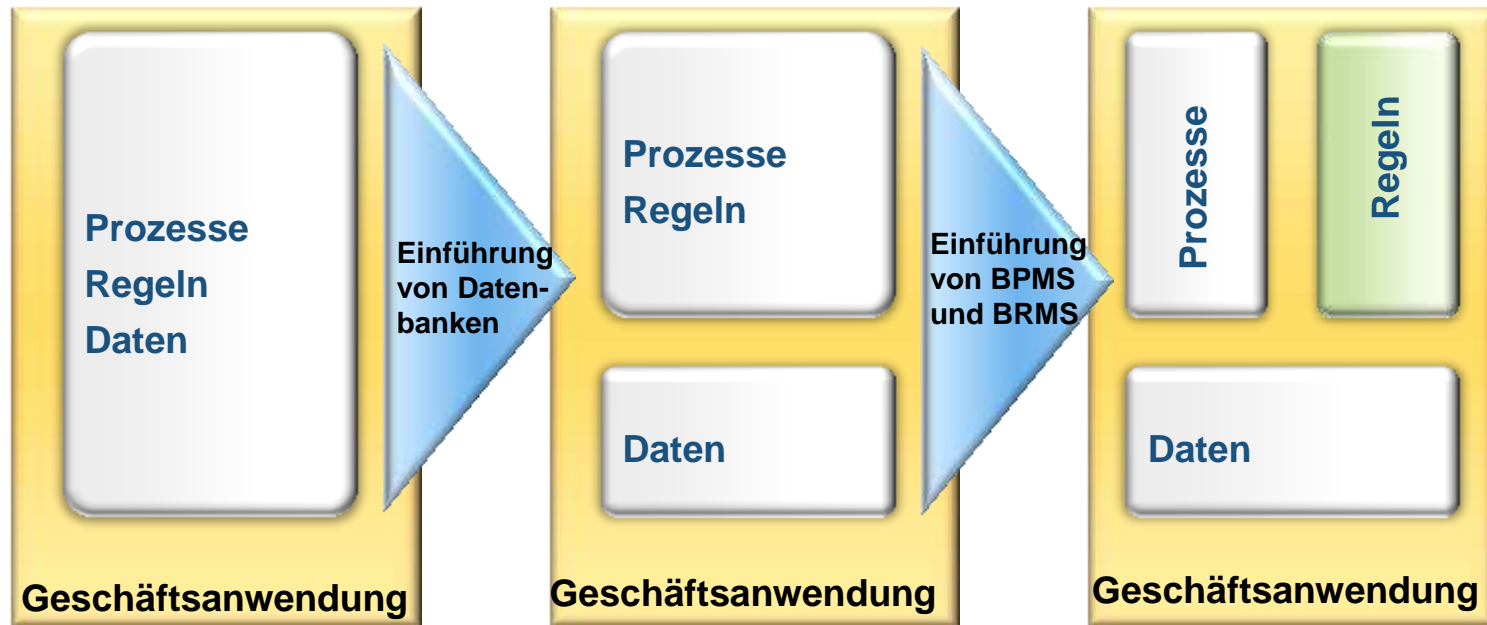 Prozesse
Regeln
Daten
Geschäftsanwendung
Einführung
von Daten-
banken
Prozesse
Regeln
Daten
Geschäftsanwendung
Einführung
von BPMS
und BRMS
Prozesse
Regeln
Daten
Geschäftsanwendung